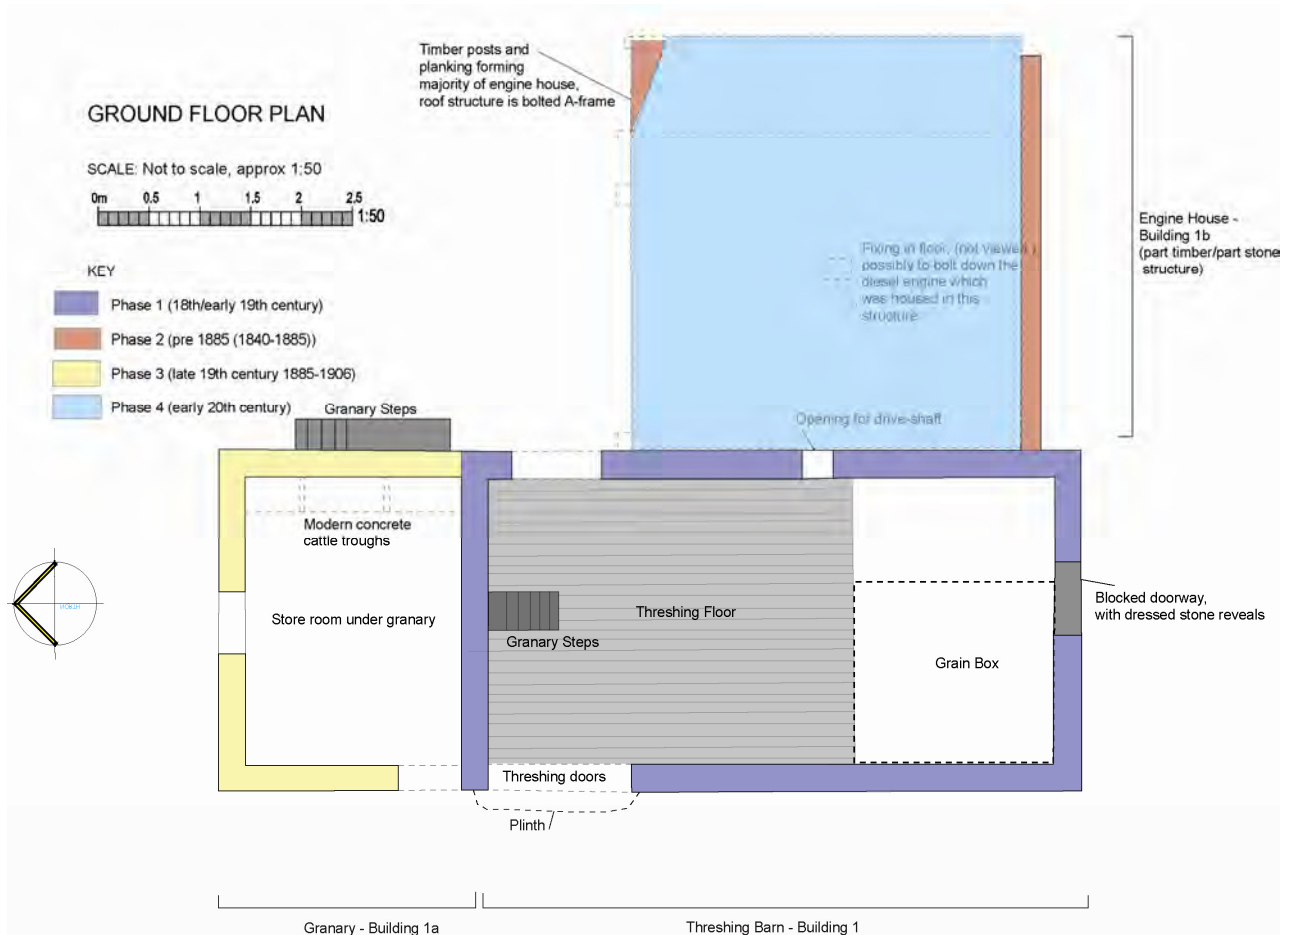 GROUND FLOOR PLAN
SCALE: Not to scale, approx 1:50
0m 0.5 1 1.5 2 2.5
1:50
KEY
Phase 1 (18th/early 19th century)
Phase 2 (pre 1885 (1840-1885))
Phase 3 (late 19th century 1885-1906)
Phase 4 (early 20th century)
Timber posts and
planking forming
majority of engine house,
roof structure is bolted A-frame
Engine House -
Building 1b
(part timber/part stone
structure)
Fixing in floor, (not viewed)
possibly to bolt down the
diesel engine which
was housed in this
structure
Opening for drive-shaft
Granary Steps
Modern concrete
cattle troughs
Store room under granary
Granary Steps
Threshing Floor
Grain Box
Blocked doorway,
with dressed stone reveals
NORTH
Threshing doors
Plinth
Granary - Building 1a
Threshing Barn - Building 1